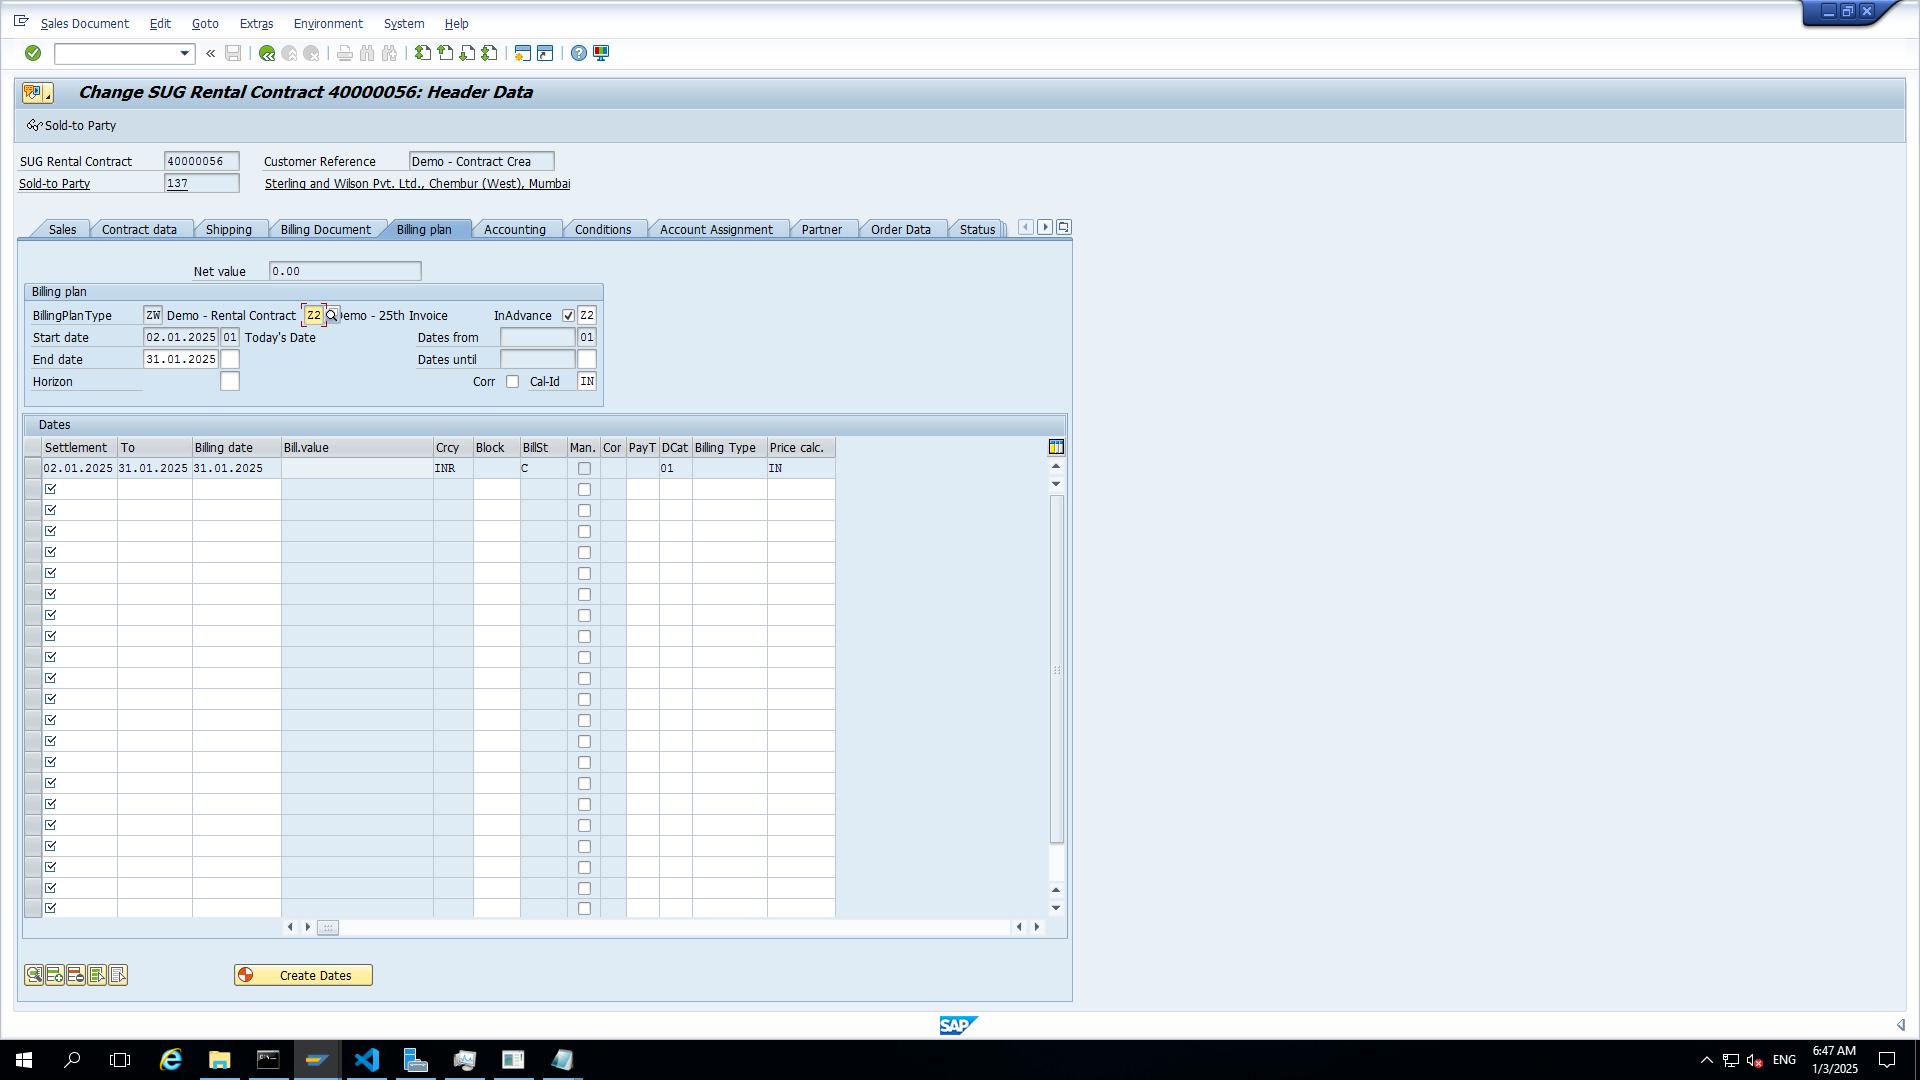 Sales Document Edit Goto Extras Environment System Help
Change SUG Rental Contract 40000056: Header Data
Sold-to Party
SUG Rental Contract 40000056 Customer Reference Demo - Contract Crea
Sold-to Party 137 Sterling and Wilson Pvt. Ltd., Chembur (West), Mumbai
Sales Contract data Shipping Billing Document Billing plan Accounting Conditions Account Assignment Partner Order Data Status
Net value 0.00
Billing plan
BillingPlanType ZW Demo - Rental Contract Z2 emo - 25th Invoice InAdvance Z2
Start date 02.01.2025 01 Today's Date Dates from 01
End date 31.01.2025 Dates until
Horizon Corr Cal-Id IN
Dates
Settlement To Billing date Bill.value Crcy Block BillSt Man. Cor PayT DCat Billing Type Price calc.
02.01.2025 31.01.2025 31.01.2025 INR C 01 IN
Create Dates
SAP
ENG 6:47 AM
1/3/2025